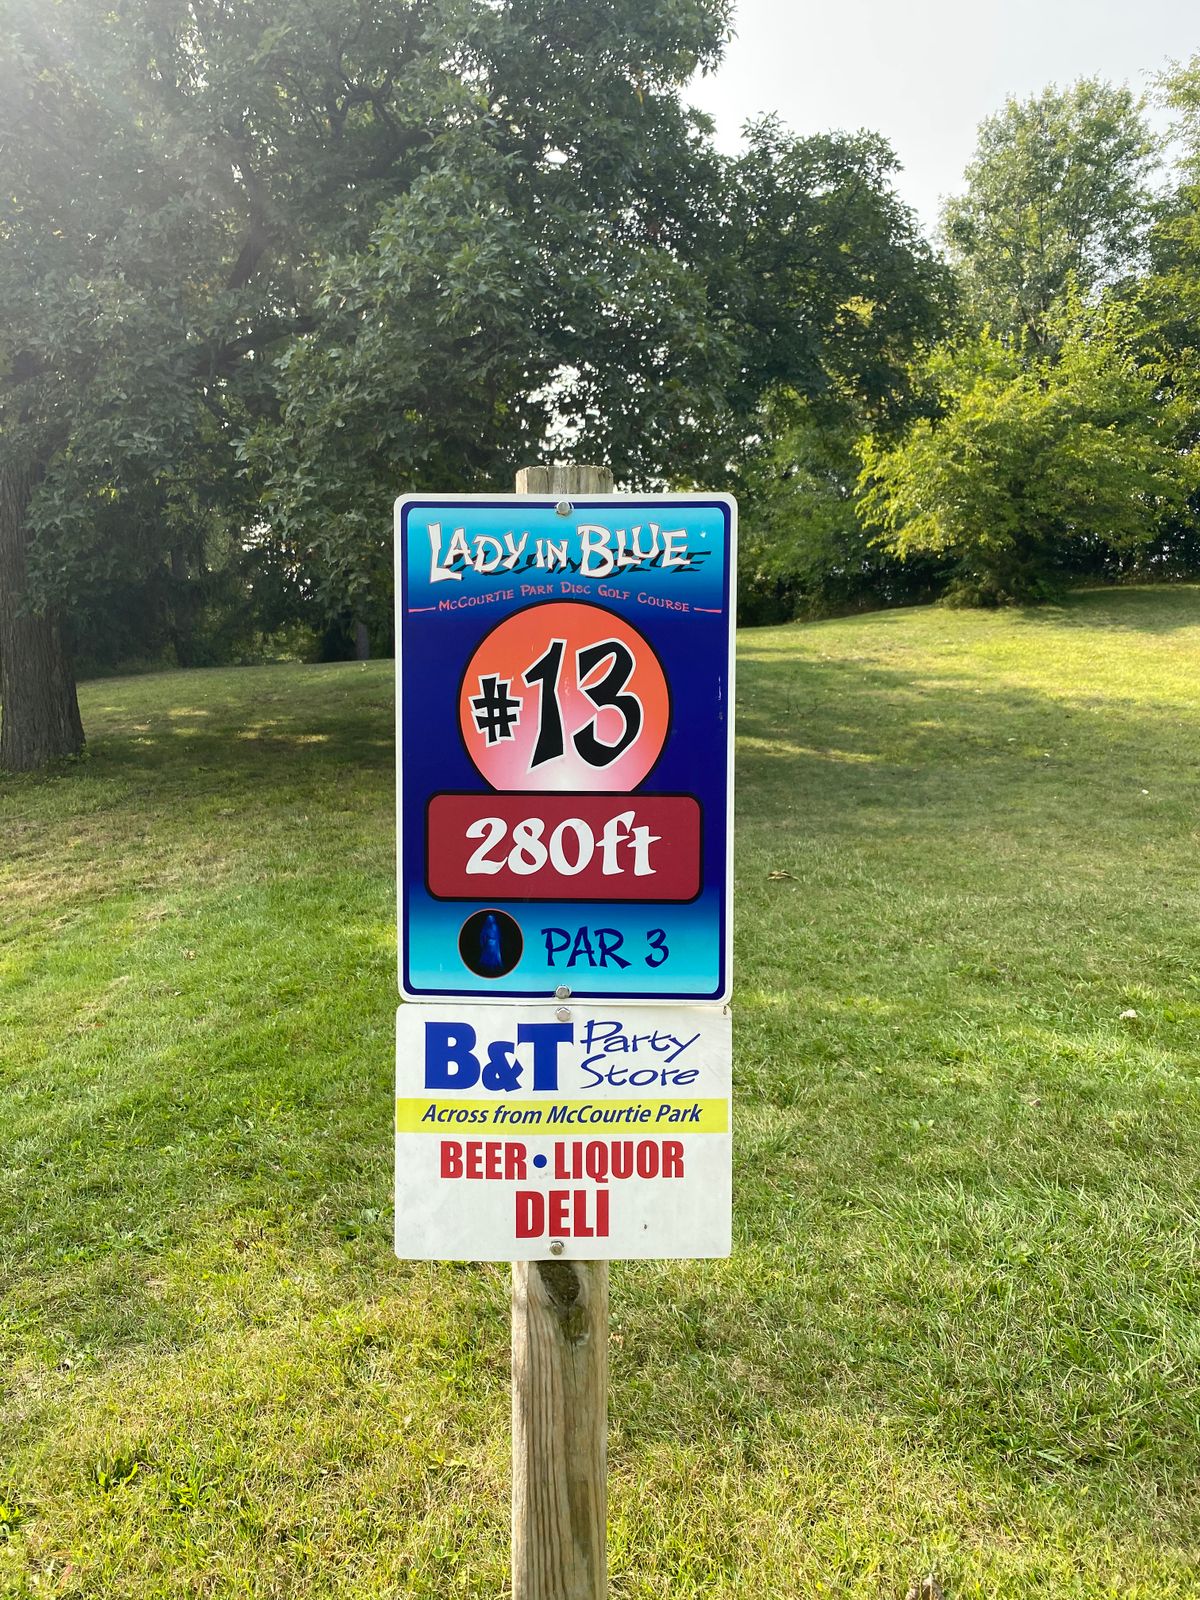 LADY IN BLUE
McCourtie Park Disc Golf Course
#13
280ft
PAR 3
B&T Party Store
Across from McCourtie Park
BEER • LIQUOR
DELI